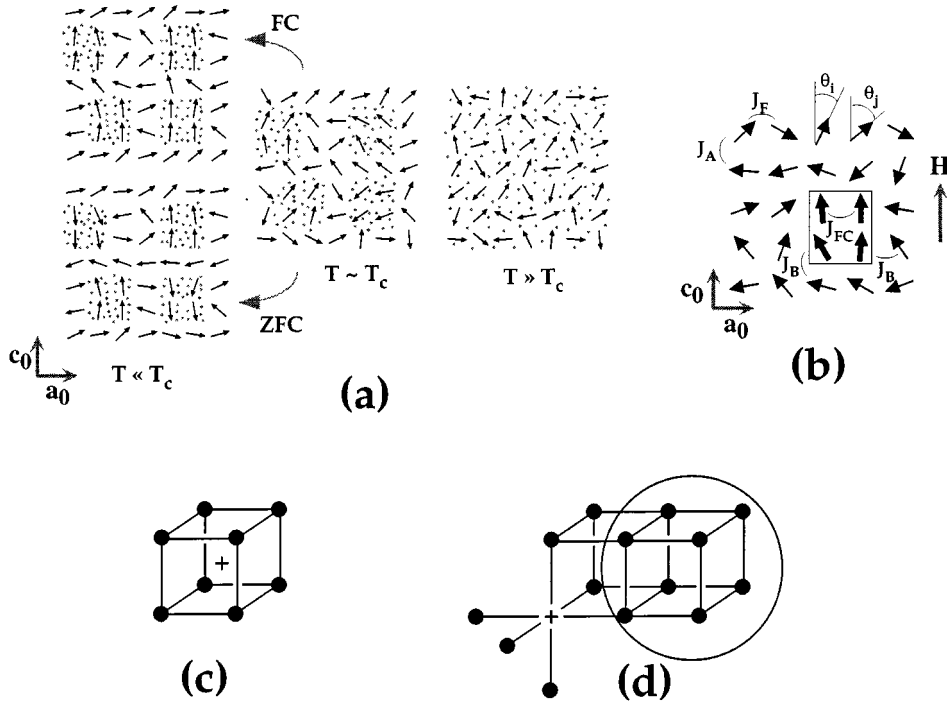 FC
T ~ T_c
T » T_c
ZFC
c_0
a_0
T « T_c
(a)
θ_i
θ_j
J_F
J_A
H
J_FC
J_B
J_B
c_0
a_0
(b)
+
(c)
+
(d)